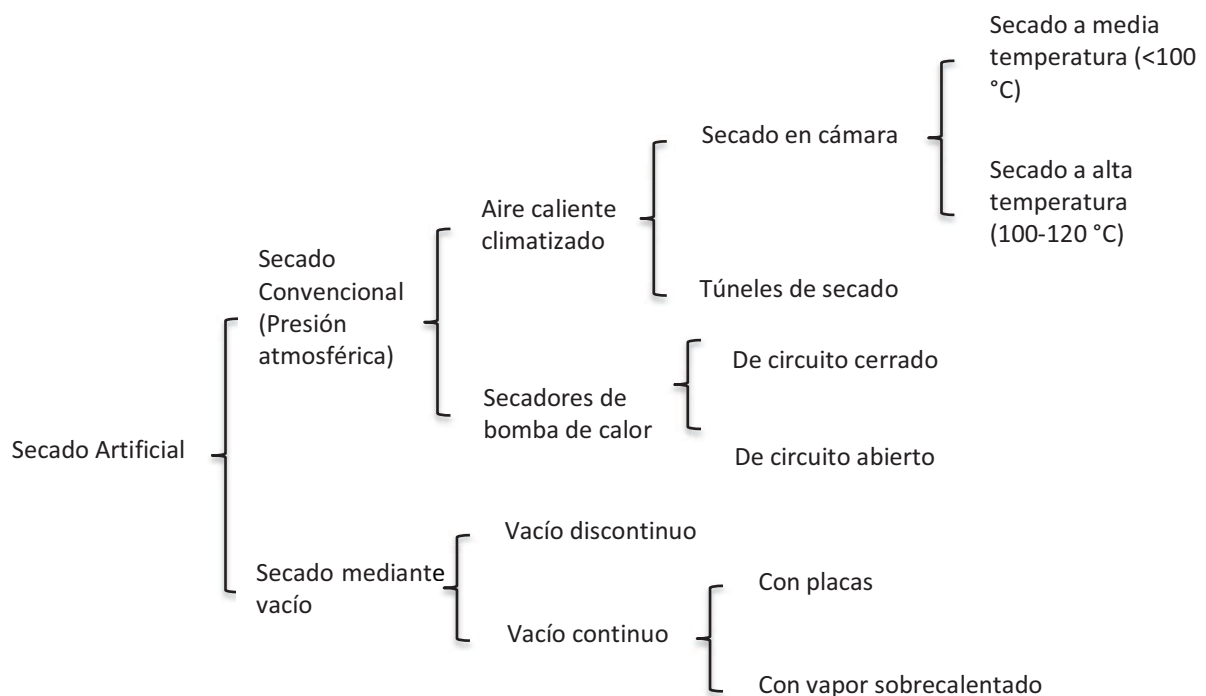 Secado a media
temperatura (<100
°C)
Secado en cámara
Secado a alta
temperatura
(100-120 °C)
Aire caliente
climatizado
Túneles de secado
Secado
Convencional
(Presión
atmosférica)
De circuito cerrado
Secadores de
bomba de calor
De circuito abierto
Secado Artificial
Vacío discontinuo
Secado mediante
vacío
Con placas
Vacío continuo
Con vapor sobrecalentado